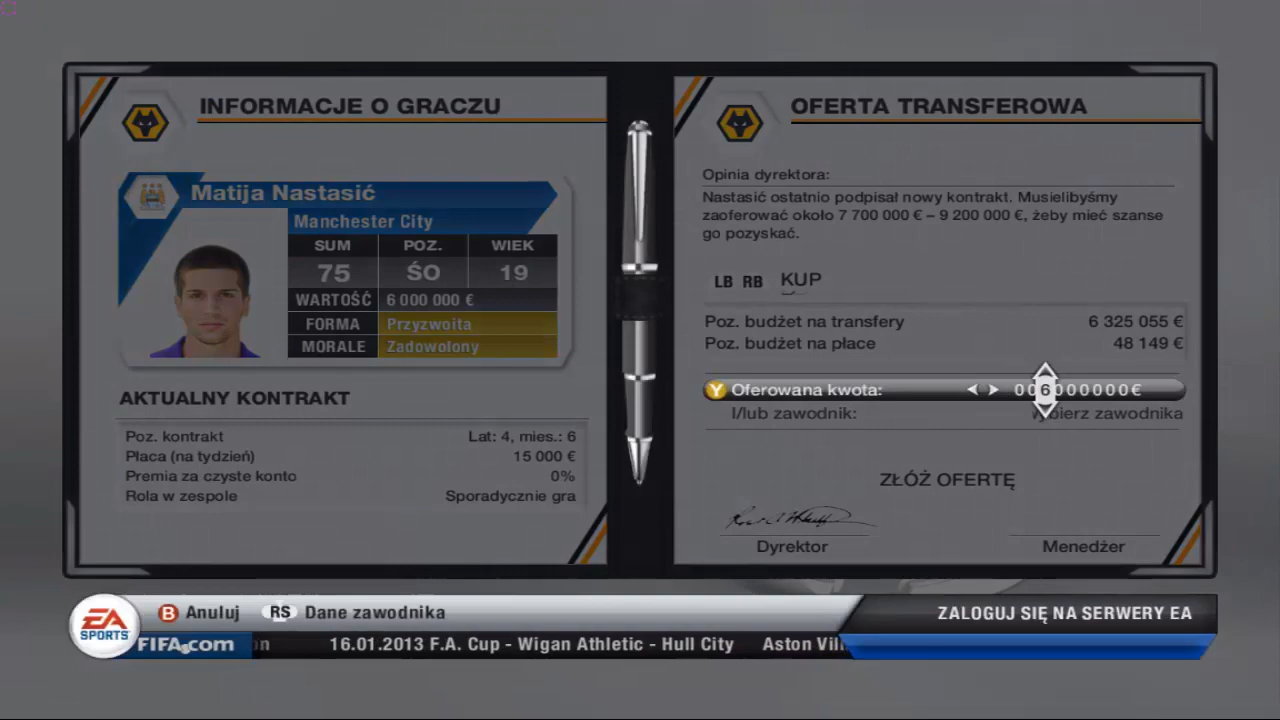 INFORMACJE O GRACZU
Matija Nastasić
Manchester City
SUM POZ. WIEK
75 ŚO 19
WARTOŚĆ 6 000 000 €
FORMA Przyzwoita
MORALE Zadowolony
AKTUALNY KONTRAKT
Poz. kontrakt Lat: 4, mies.: 6
Płaca (na tydzień) 15 000 €
Premia za czyste konto 0%
Rola w zespole Sporadycznie gra
OFERTA TRANSFEROWA
Opinia dyrektora:
Nastasić ostatnio podpisał nowy kontrakt. Musielibyśmy
zaoferować około 7 700 000 € – 9 200 000 €, żeby mieć szanse
go pozyskać.
LB RB KUP
Poz. budżet na transfery 6 325 055 €
Poz. budżet na płace 48 149 €
Y Oferowana kwota: 006000000€
I/lub zawodnik: Wybierz zawodnika
ZŁÓŻ OFERTĘ
Dyrektor Menedżer
B Anuluj RS Dane zawodnika
ZALOGUJ SIĘ NA SERWERY EA
EA SPORTS
FIFA.com
16.01.2013 F.A. Cup - Wigan Athletic - Hull City Aston